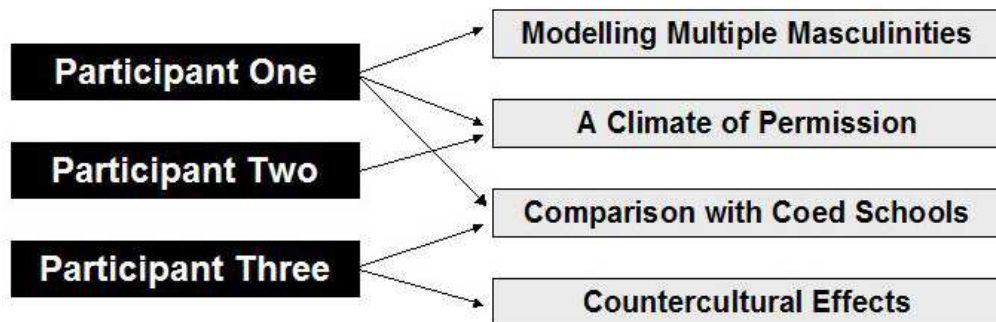 Participant One
Participant Two
Participant Three
Modelling Multiple Masculinities
A Climate of Permission
Comparison with Coed Schools
Countercultural Effects